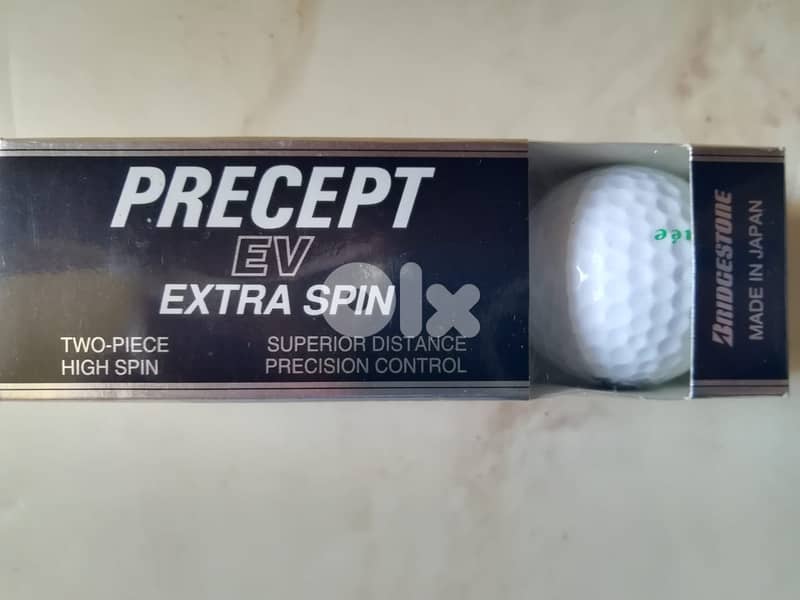 PRECEPT
EV
EXTRA SPIN
TWO-PIECE
HIGH SPIN
SUPERIOR DISTANCE
PRECISION CONTROL
olx
BRIDGESTONE
MADE IN JAPAN